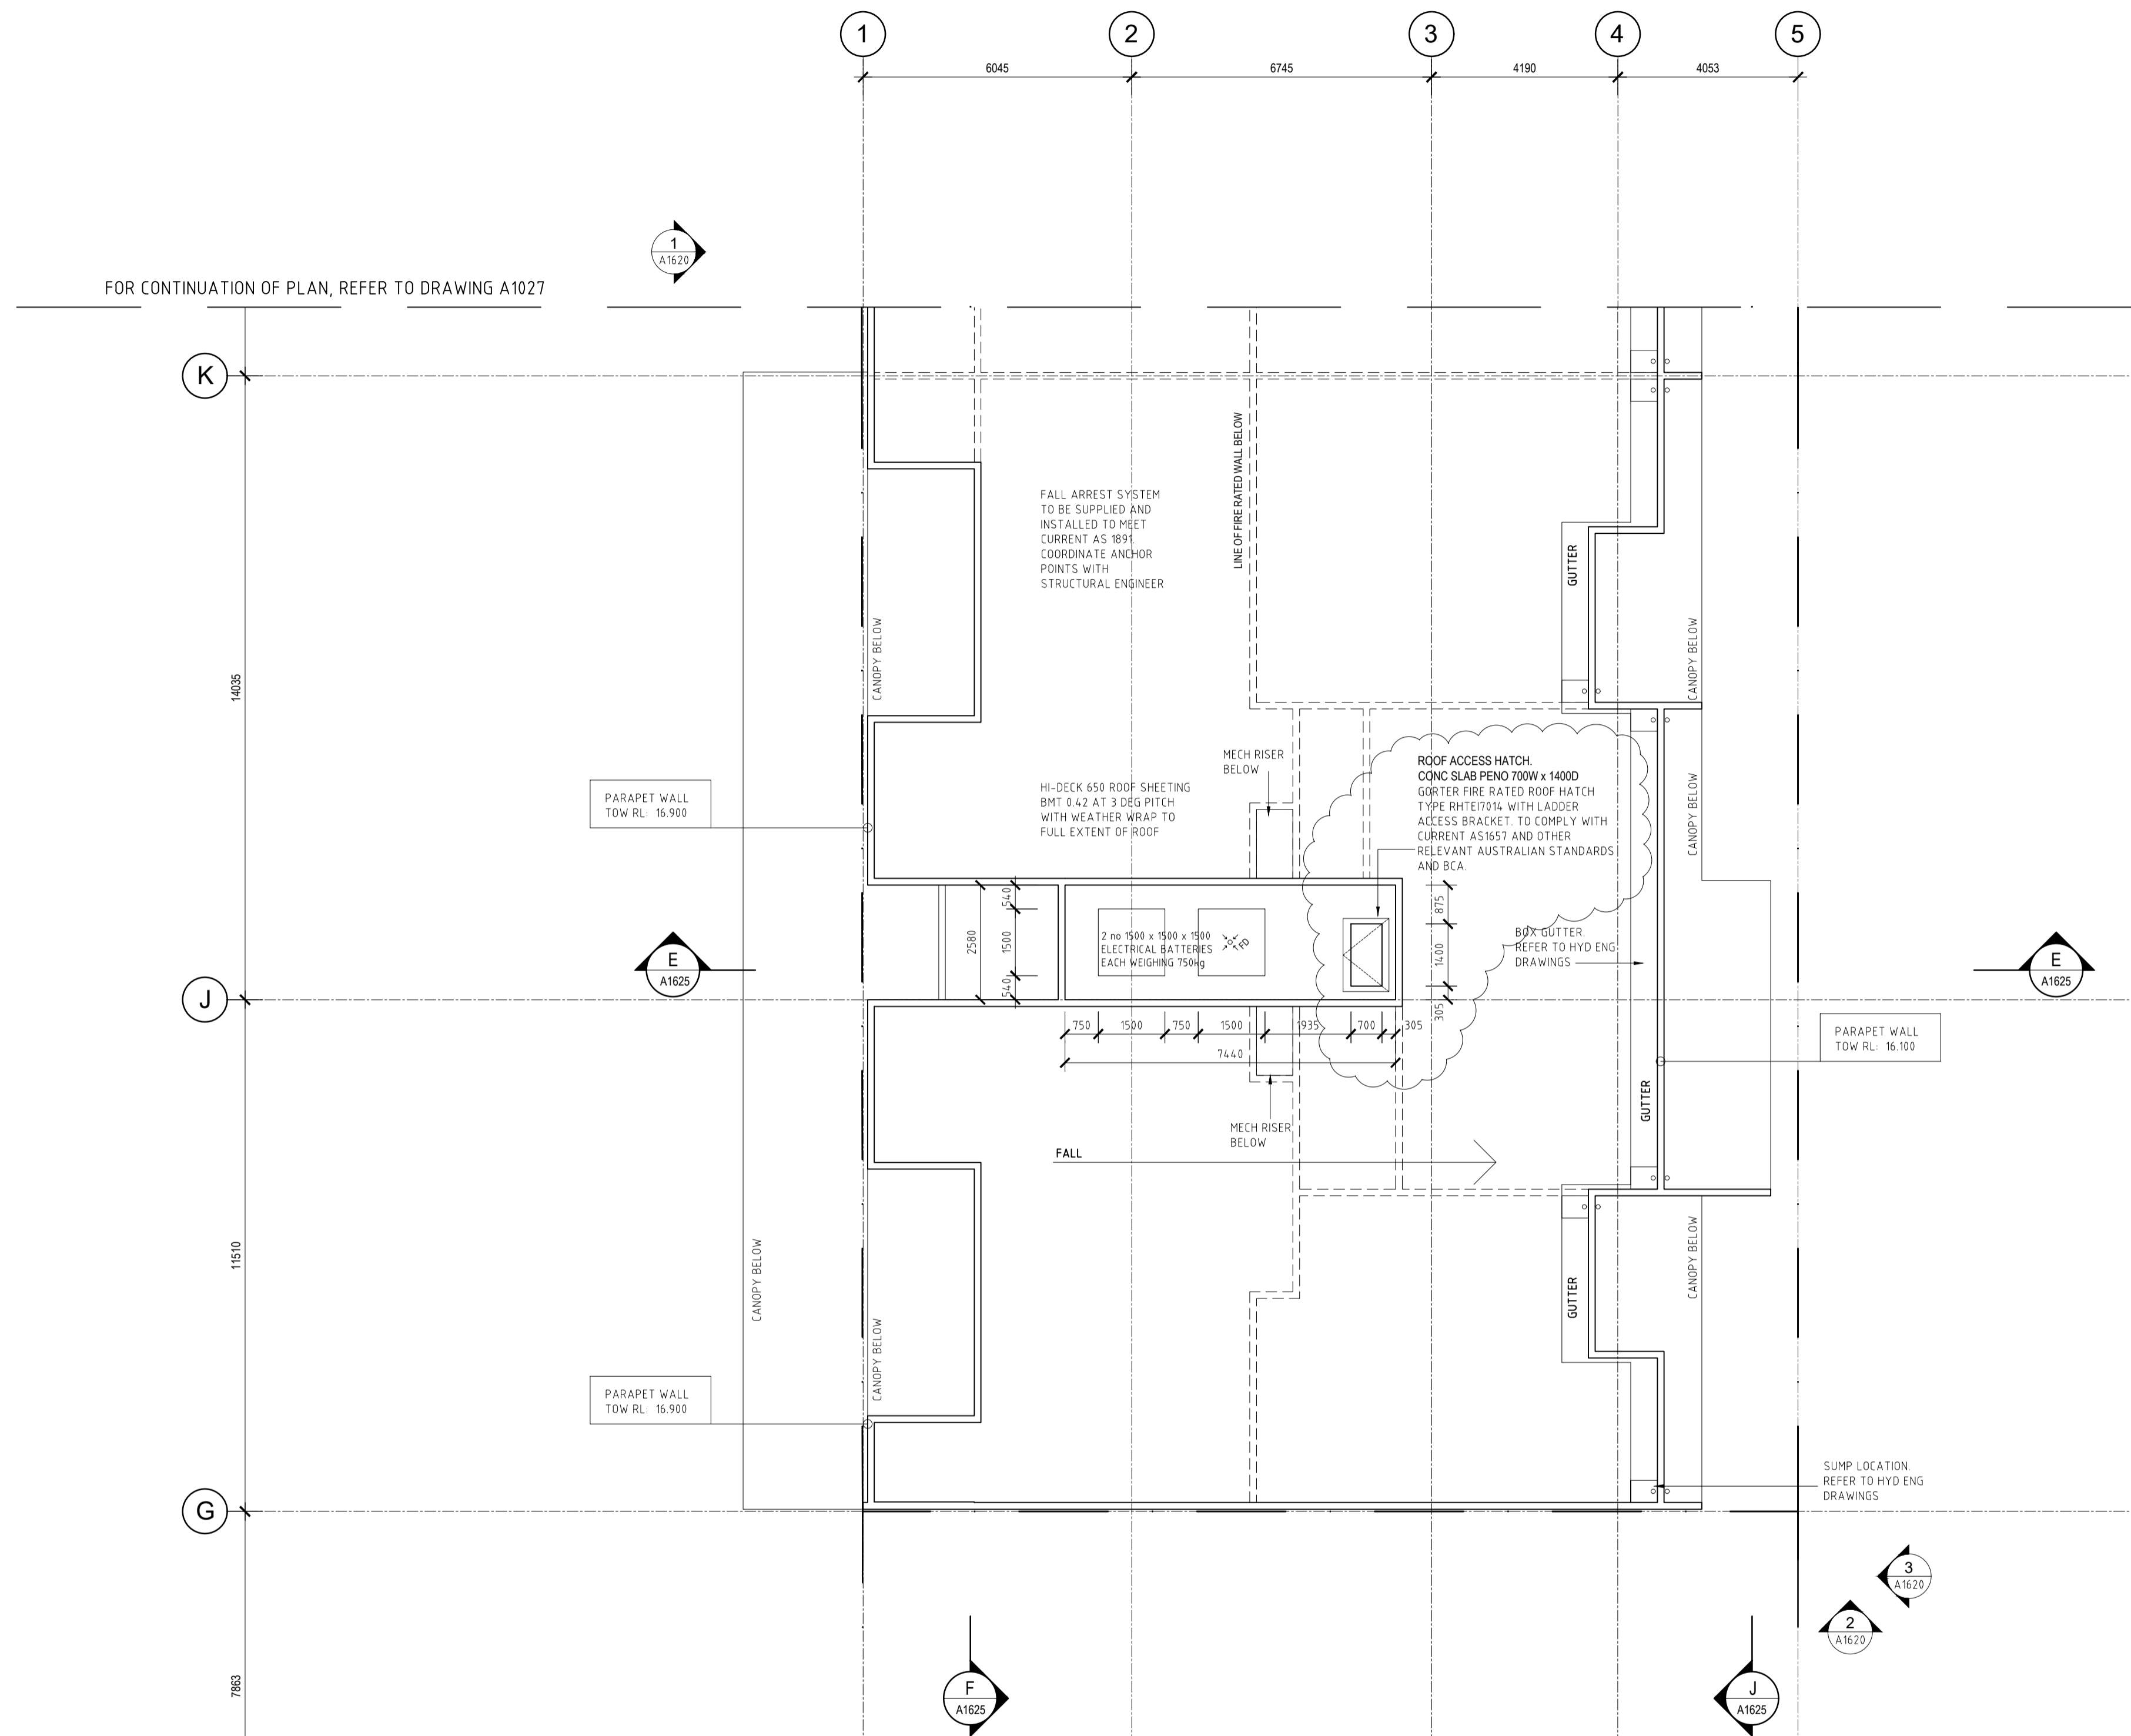 1
2
3
4
5
6045
6745
4190
4053
1
A1620
FOR CONTINUATION OF PLAN, REFER TO DRAWING A1027
K
LINE OF FIRE RATED WALL BELOW
FALL ARREST SYSTEM
TO BE SUPPLIED AND
INSTALLED TO MEET
CURRENT AS 1891.
COORDINATE ANCHOR
POINTS WITH
STRUCTURAL ENGINEER
GUTTER
CANOPY BELOW
CANOPY BELOW
14035
MECH RISER
BELOW
ROOF ACCESS HATCH.
CONC SLAB PENO 700W x 1400D
GORTER FIRE RATED ROOF HATCH
TYPE RHTEI7014 WITH LADDER
ACCESS BRACKET. TO COMPLY WITH
CURRENT AS1657 AND OTHER
RELEVANT AUSTRALIAN STANDARDS
AND BCA.
CANOPY BELOW
PARAPET WALL
TOW RL: 16.900
HI-DECK 650 ROOF SHEETING
BMT 0.42 AT 3 DEG PITCH
WITH WEATHER WRAP TO
FULL EXTENT OF ROOF
540
1500
540
2580
2 no 1500 x 1500 x 1500
ELECTRICAL BATTERIES
EACH WEIGHING 750kg
FD
875
1400
305
BOX GUTTER.
REFER TO HYD ENG
DRAWINGS
E
A1625
E
A1625
J
750
1500
750
1500
1935
700
305
7440
PARAPET WALL
TOW RL: 16.100
GUTTER
MECH RISER
BELOW
FALL
11510
CANOPY BELOW
CANOPY BELOW
GUTTER
CANOPY BELOW
PARAPET WALL
TOW RL: 16.900
SUMP LOCATION.
REFER TO HYD ENG
DRAWINGS
G
3
A1620
2
A1620
7863
F
A1625
J
A1625